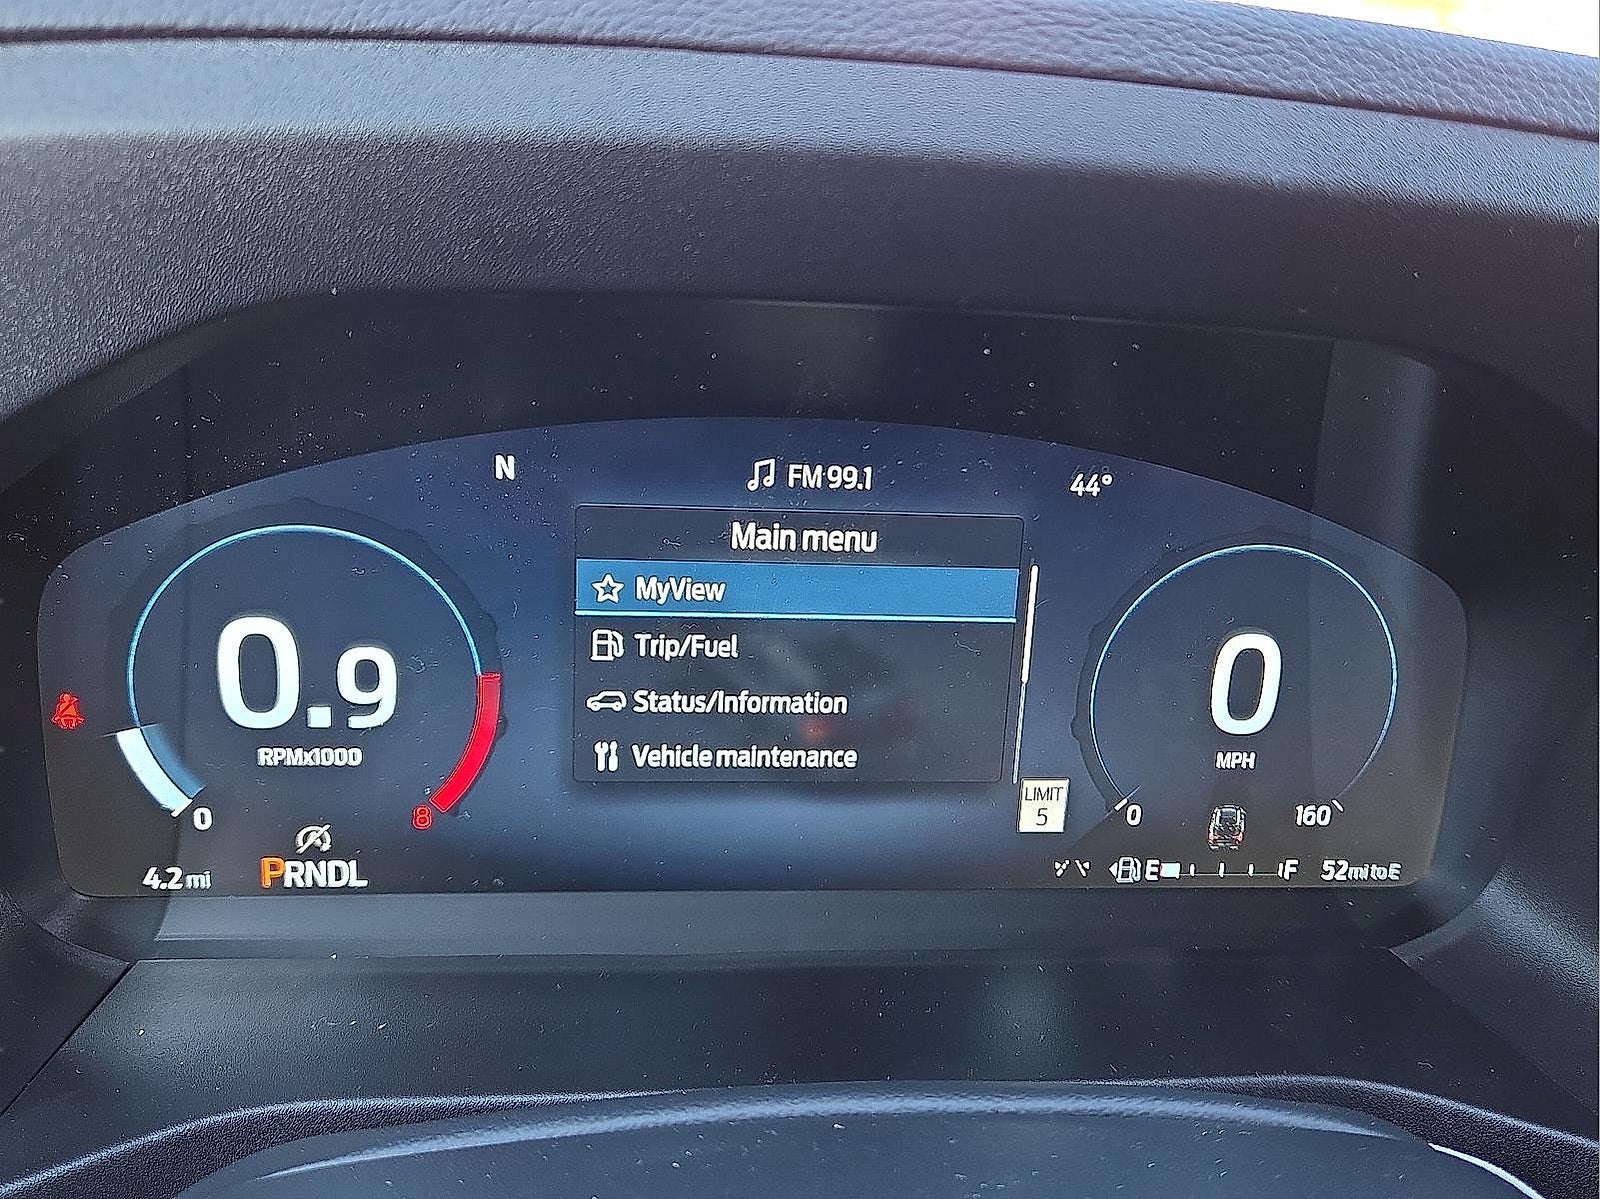 N
FM 99.1
44°
Main menu
MyView
Trip/Fuel
Status/Information
Vehicle maintenance
0.9
RPMx1000
0
8
0
MPH
0
160
LIMIT
5
4.2 mi
PRNDL
E
F
52 mi to E